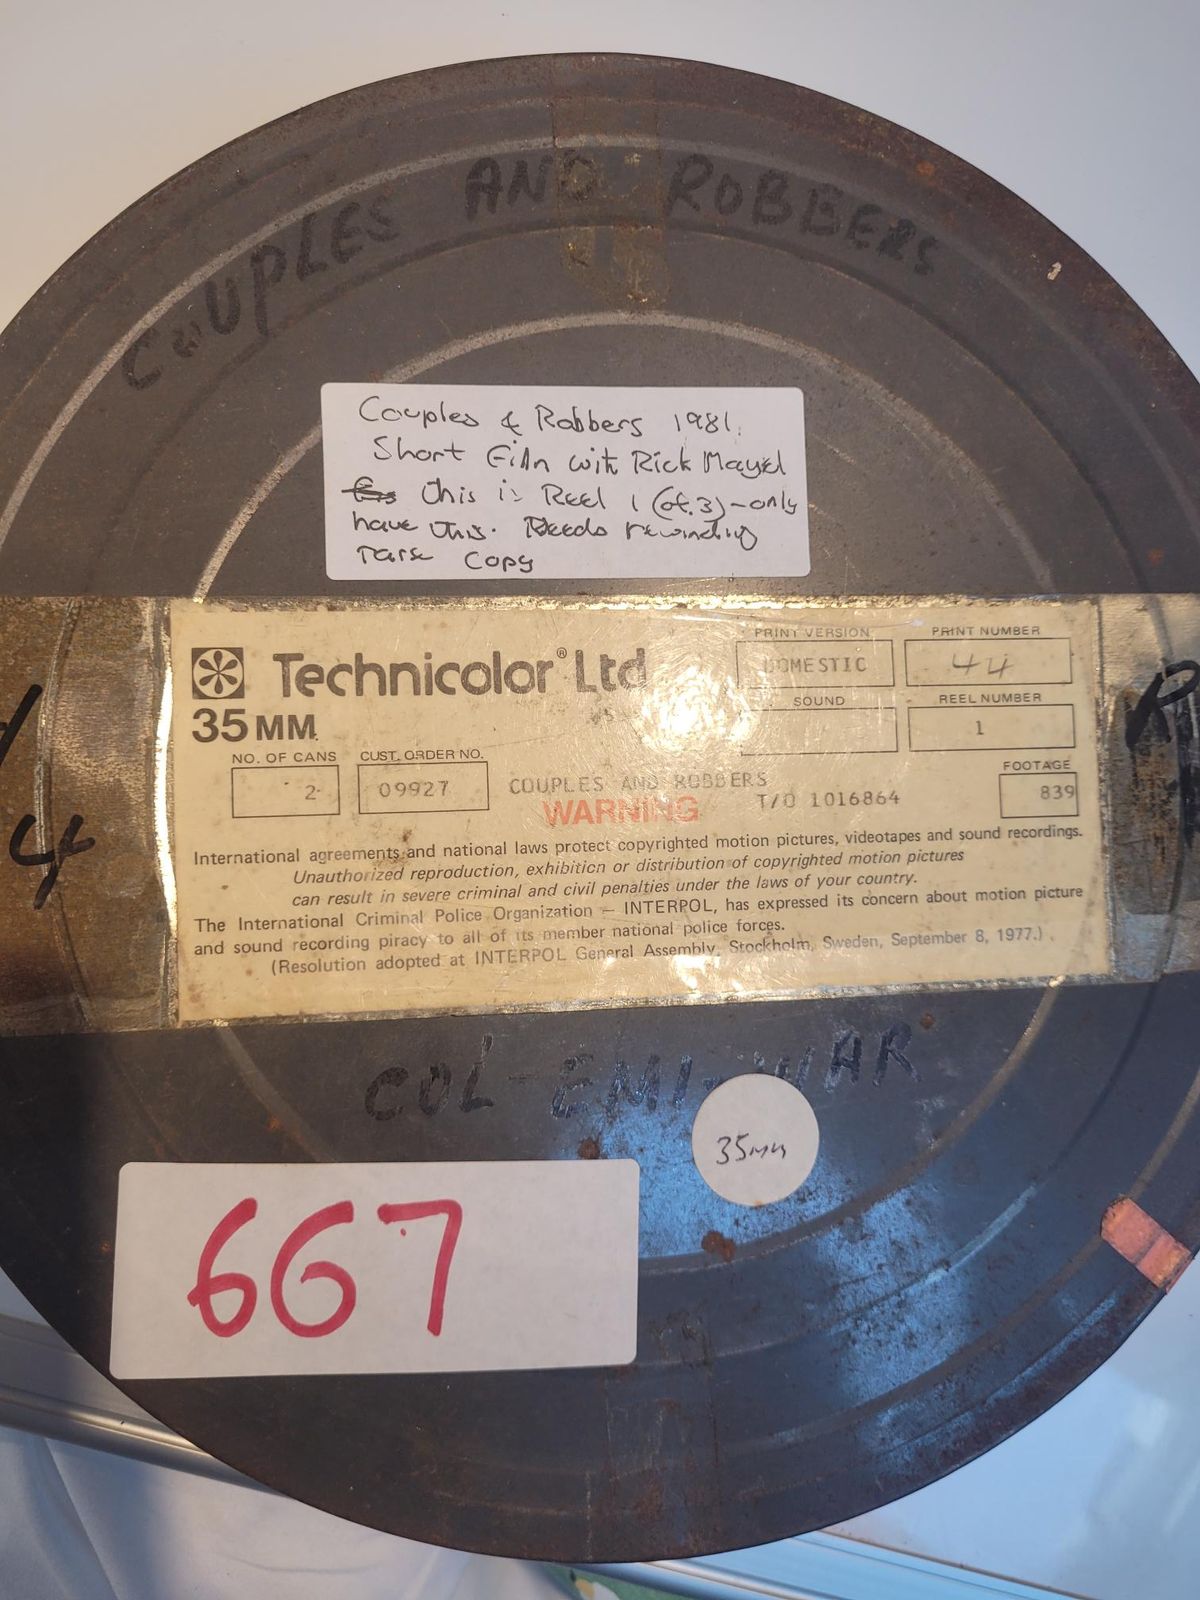 COUPLES AND ROBBERS
Couples & Robbers 1981.
Short Film with Rick Mayal
this is Reel 1 (of 3) - only
have this. Needs rewinding
rare copy
Technicolor® Ltd
35 MM.
PRINT VERSION
DOMESTIC
PRINT NUMBER
44
SOUND
REEL NUMBER
1
NO. OF CANS
2
CUST. ORDER NO.
09927
COUPLES AND ROBBERS
T/O 1016864
FOOTAGE
839
WARNING
International agreements and national laws protect copyrighted motion pictures, videotapes and sound recordings.
Unauthorized reproduction, exhibition or distribution of copyrighted motion pictures
can result in severe criminal and civil penalties under the laws of your country.
The International Criminal Police Organization — INTERPOL, has expressed its concern about motion picture
and sound recording piracy to all of its member national police forces.
(Resolution adopted at INTERPOL General Assembly, Stockholm, Sweden, September 8, 1977.)
4
R
COL-EMI-WAR
35mm
667